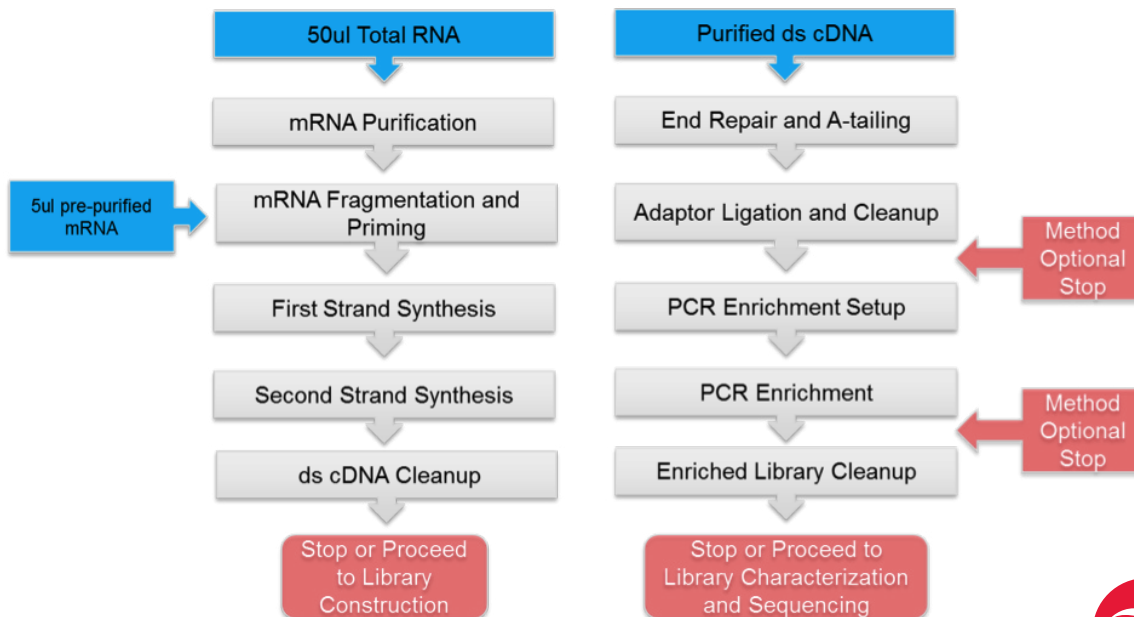 50ul Total RNA
mRNA Purification
5ul pre-purified
mRNA
mRNA Fragmentation and
Priming
First Strand Synthesis
Second Strand Synthesis
ds cDNA Cleanup
Stop or Proceed
to Library
Construction
Purified ds cDNA
End Repair and A-tailing
Adaptor Ligation and Cleanup
Method
Optional
Stop
PCR Enrichment Setup
PCR Enrichment
Method
Optional
Stop
Enriched Library Cleanup
Stop or Proceed to
Library Characterization
and Sequencing